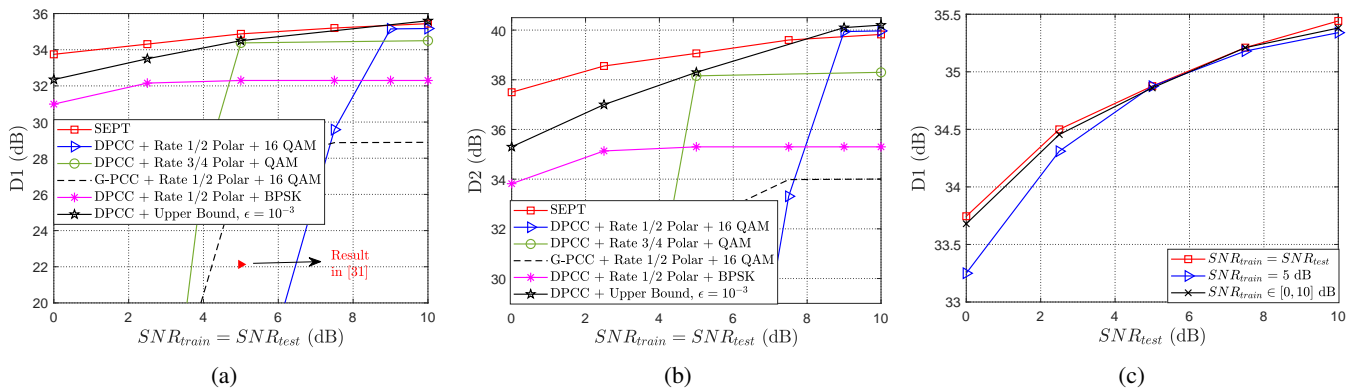 D1 (dB)
36
34
32
30
28
26
24
22
20
SEPT
DPCC + Rate 1/2 Polar + 16 QAM
DPCC + Rate 3/4 Polar + QAM
G-PCC + Rate 1/2 Polar + 16 QAM
DPCC + Rate 1/2 Polar + BPSK
DPCC + Upper Bound, ϵ = 10⁻³
Result
in [31]
0 2 4 6 8 10
SNR_train = SNR_test (dB)
(a)
D2 (dB)
40
38
36
34
32
30
SEPT
DPCC + Rate 1/2 Polar + 16 QAM
DPCC + Rate 3/4 Polar + QAM
G-PCC + Rate 1/2 Polar + 16 QAM
DPCC + Rate 1/2 Polar + BPSK
DPCC + Upper Bound, ϵ = 10⁻³
0 2 4 6 8 10
SNR_train = SNR_test (dB)
(b)
D1 (dB)
35.5
35
34.5
34
33.5
33
SNR_train = SNR_test
SNR_train = 5 dB
SNR_train ∈ [0, 10] dB
0 2 4 6 8 10
SNR_test (dB)
(c)